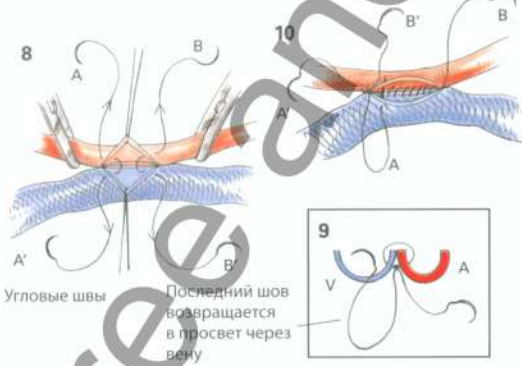 8
A
B
A'
B'
Угловые швы
10
B'
B
A'
A
9
V
A
Последний шов
возвращается
в просвет через
вену